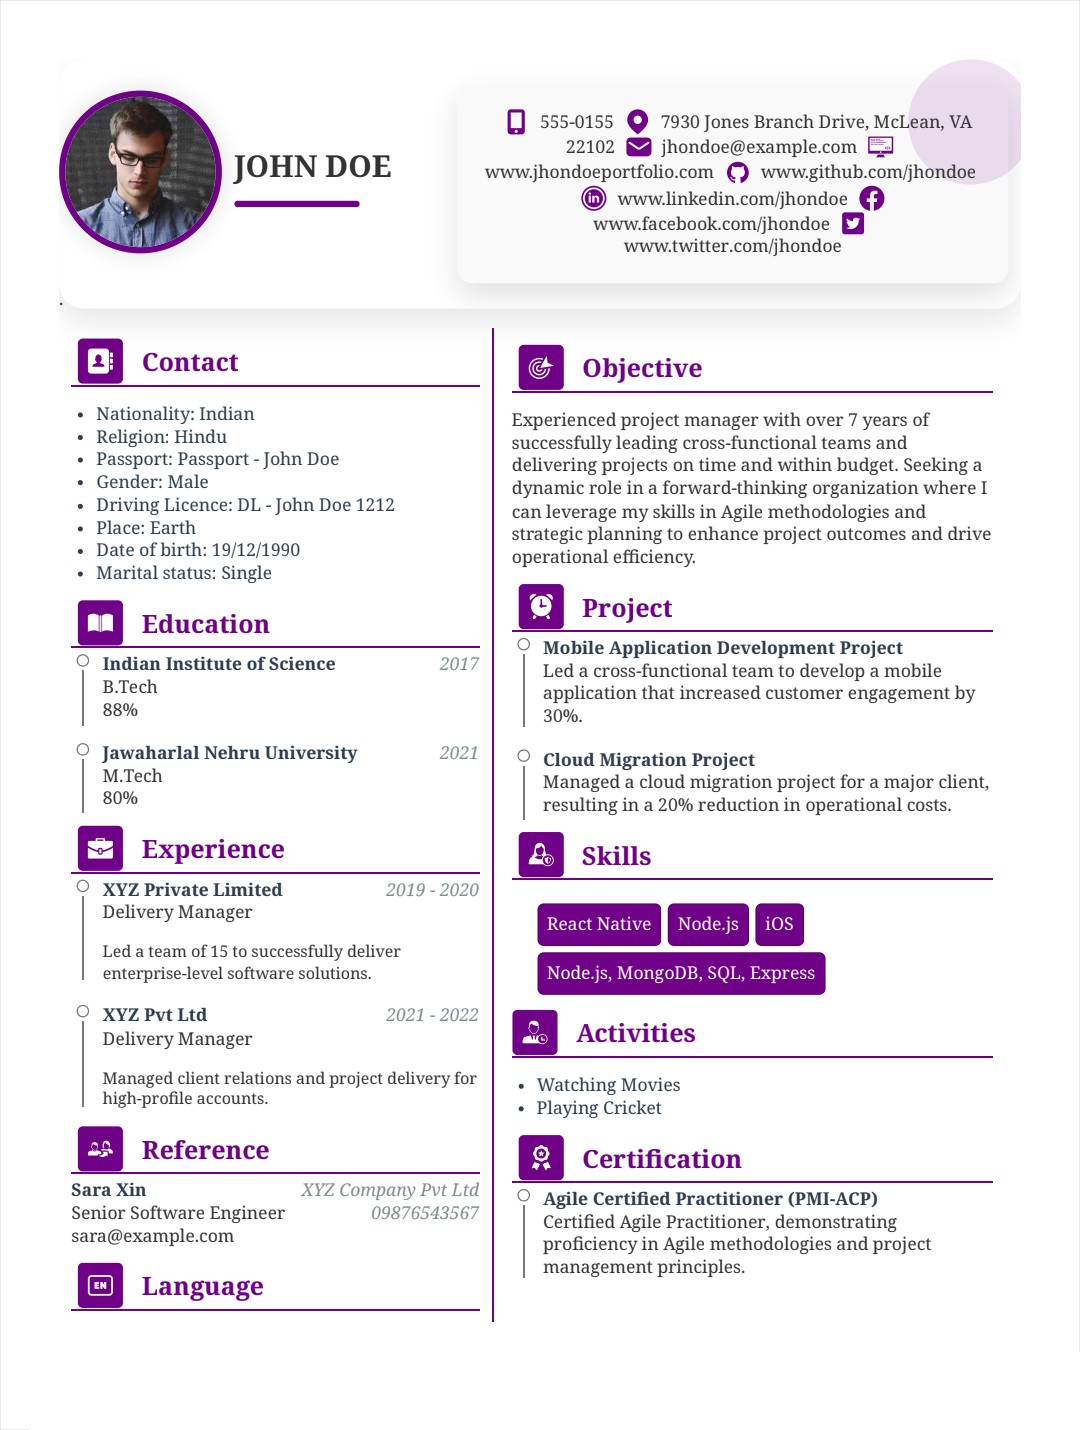 JOHN DOE
555-0155 7930 Jones Branch Drive, McLean, VA
22102 jhondoe@example.com
www.jhondoeportfolio.com www.github.com/jhondoe
www.linkedin.com/jhondoe
www.facebook.com/jhondoe
www.twitter.com/jhondoe
.
Contact
• Nationality: Indian
• Religion: Hindu
• Passport: Passport - John Doe
• Gender: Male
• Driving Licence: DL - John Doe 1212
• Place: Earth
• Date of birth: 19/12/1990
• Marital status: Single
Education
Indian Institute of Science 2017
B.Tech
88%
Jawaharlal Nehru University 2021
M.Tech
80%
Experience
XYZ Private Limited 2019 - 2020
Delivery Manager
Led a team of 15 to successfully deliver
enterprise-level software solutions.
XYZ Pvt Ltd 2021 - 2022
Delivery Manager
Managed client relations and project delivery for
high-profile accounts.
Reference
Sara Xin XYZ Company Pvt Ltd
Senior Software Engineer 09876543567
sara@example.com
EN Language
Objective
Experienced project manager with over 7 years of
successfully leading cross-functional teams and
delivering projects on time and within budget. Seeking a
dynamic role in a forward-thinking organization where I
can leverage my skills in Agile methodologies and
strategic planning to enhance project outcomes and drive
operational efficiency.
Project
Mobile Application Development Project
Led a cross-functional team to develop a mobile
application that increased customer engagement by
30%.
Cloud Migration Project
Managed a cloud migration project for a major client,
resulting in a 20% reduction in operational costs.
Skills
React Native Node.js iOS
Node.js, MongoDB, SQL, Express
Activities
• Watching Movies
• Playing Cricket
Certification
Agile Certified Practitioner (PMI-ACP)
Certified Agile Practitioner, demonstrating
proficiency in Agile methodologies and project
management principles.